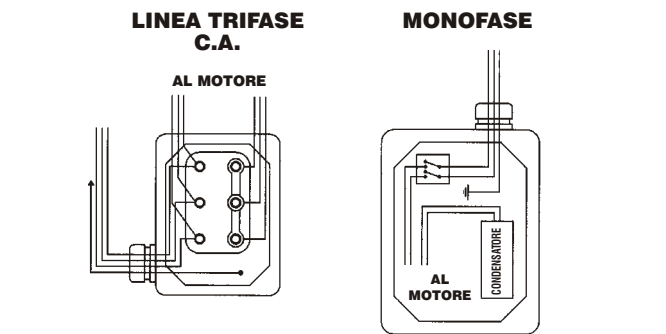 LINEA TRIFASE
C.A.
AL MOTORE
MONOFASE
CONDENSATORE
AL
MOTORE